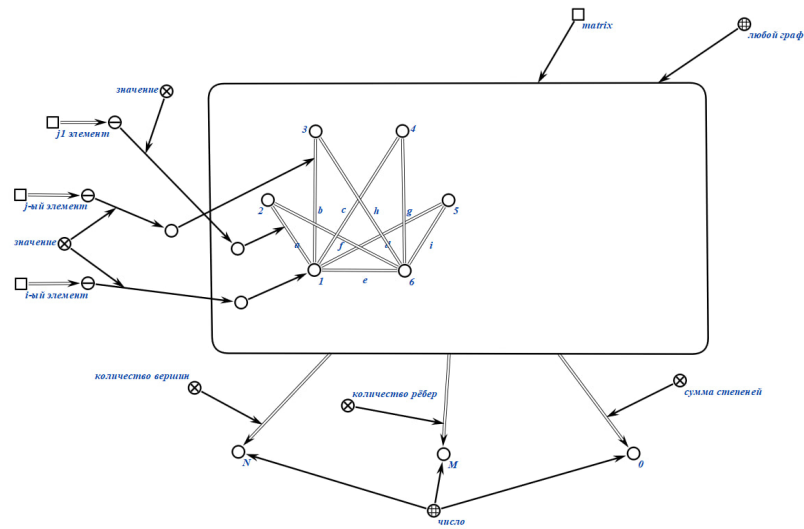 matrix
любой граф
значение
j1 элемент
3
4
j-ый элемент
2
b
c
h
g
5
значение
a
f
d
i
1
e
6
i-ый элемент
количество вершин
количество рёбер
сумма степеней
N
M
0
число